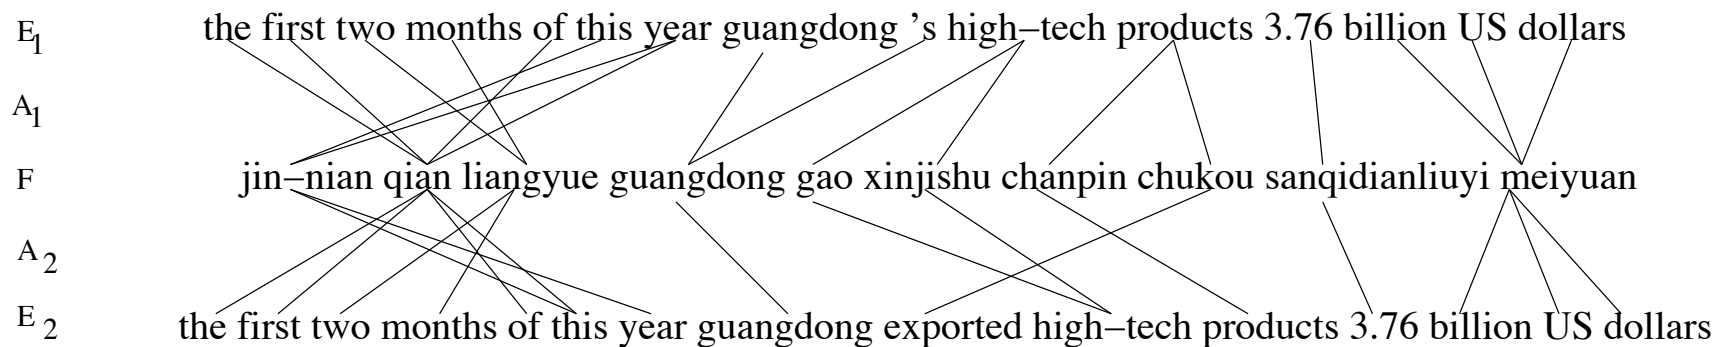 E1 the first two months of this year guangdong ’s high–tech products 3.76 billion US dollars
A1
F jin–nian qian liangyue guangdong gao xinjishu chanpin chukou sanqidianliuyi meiyuan
A2
E2 the first two months of this year guangdong exported high–tech products 3.76 billion US dollars